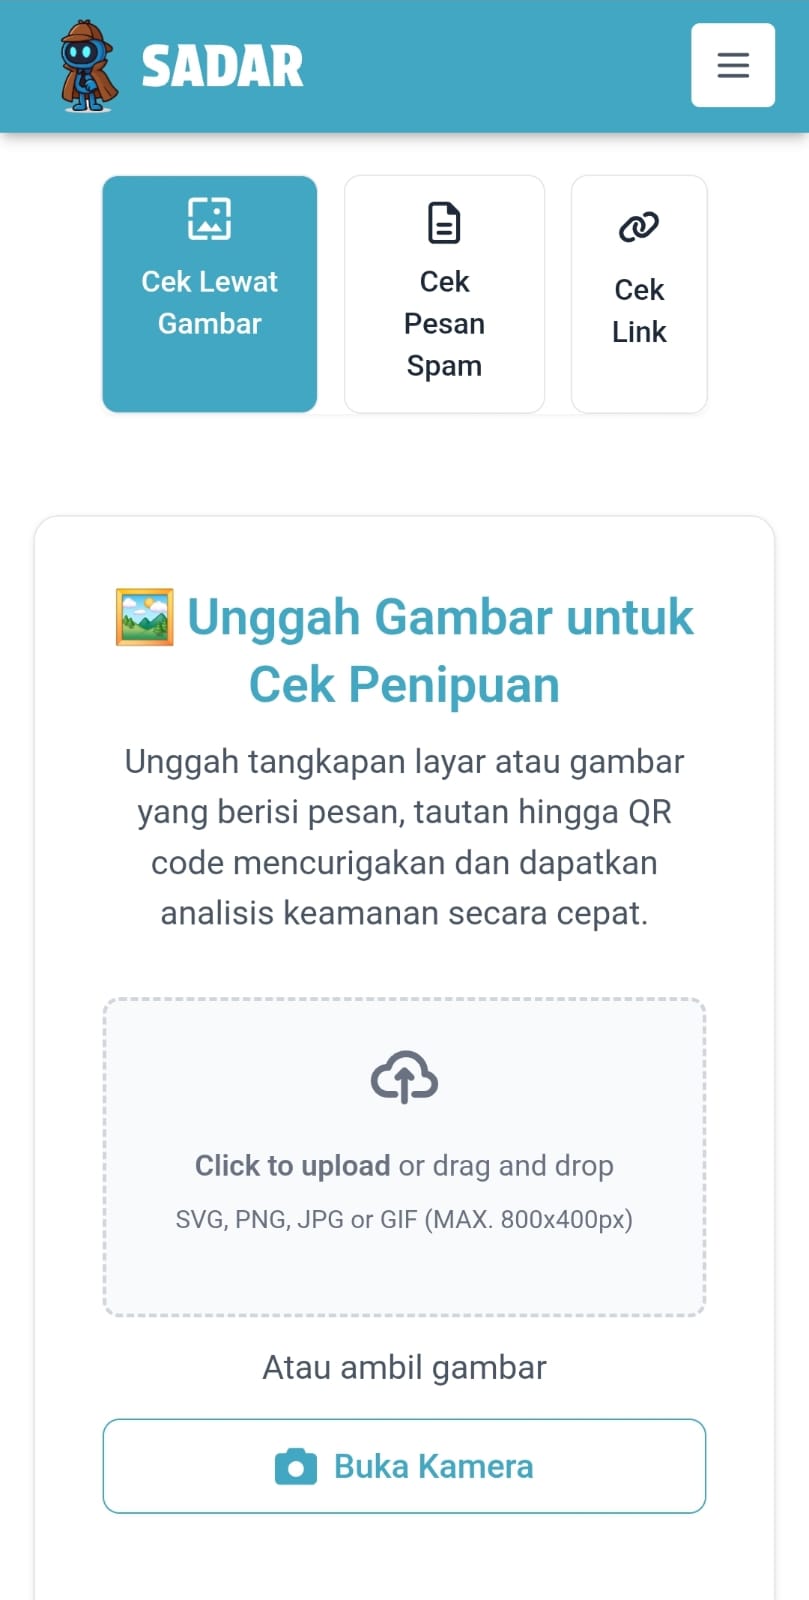 SADAR
Cek Lewat
Gambar
Cek
Pesan
Spam
Cek
Link
Unggah Gambar untuk
Cek Penipuan
Unggah tangkapan layar atau gambar
yang berisi pesan, tautan hingga QR
code mencurigakan dan dapatkan
analisis keamanan secara cepat.
Click to upload or drag and drop
SVG, PNG, JPG or GIF (MAX. 800x400px)
Atau ambil gambar
Buka Kamera